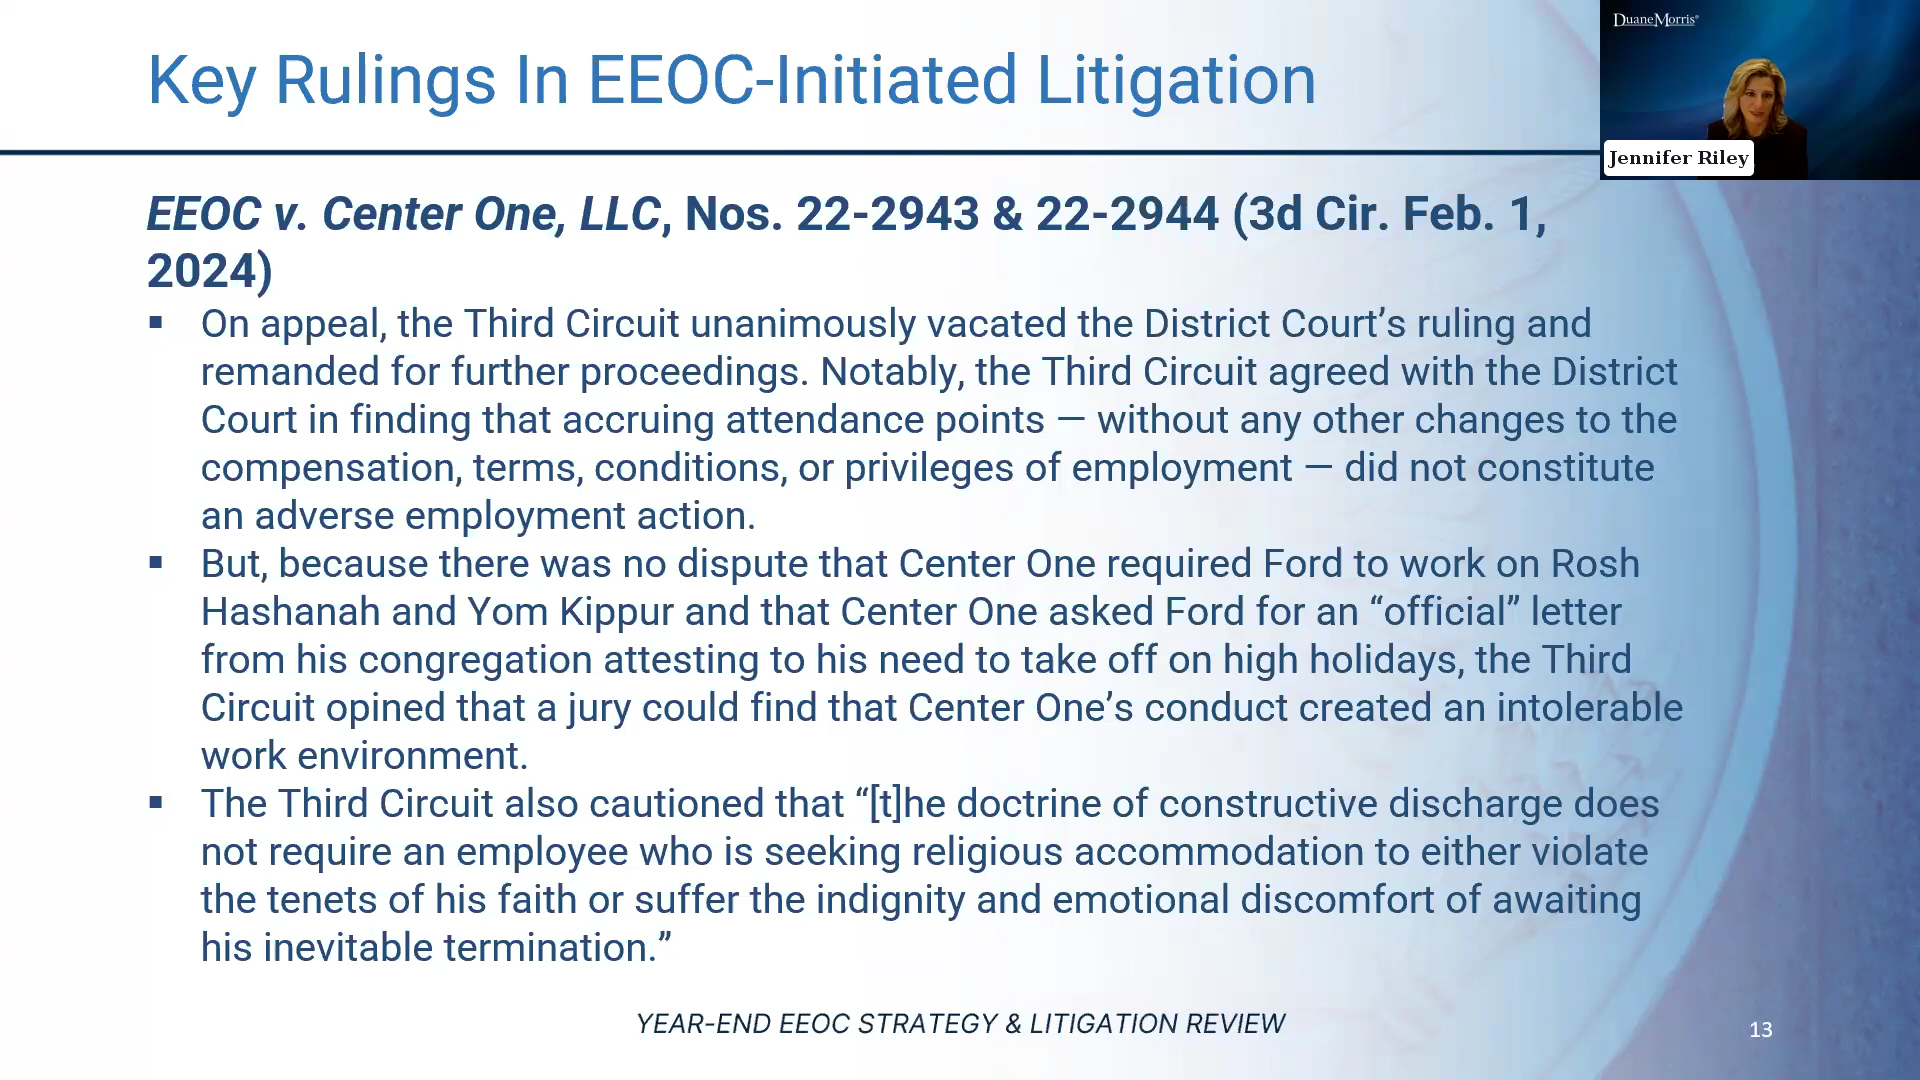 DuaneMorris®
Key Rulings In EEOC-Initiated Litigation
Jennifer Riley
EEOC v. Center One, LLC, Nos. 22-2943 & 22-2944 (3d Cir. Feb. 1,
2024)
▪ On appeal, the Third Circuit unanimously vacated the District Court’s ruling and
remanded for further proceedings. Notably, the Third Circuit agreed with the District
Court in finding that accruing attendance points — without any other changes to the
compensation, terms, conditions, or privileges of employment — did not constitute
an adverse employment action.
▪ But, because there was no dispute that Center One required Ford to work on Rosh
Hashanah and Yom Kippur and that Center One asked Ford for an “official” letter
from his congregation attesting to his need to take off on high holidays, the Third
Circuit opined that a jury could find that Center One’s conduct created an intolerable
work environment.
▪ The Third Circuit also cautioned that “[t]he doctrine of constructive discharge does
not require an employee who is seeking religious accommodation to either violate
the tenets of his faith or suffer the indignity and emotional discomfort of awaiting
his inevitable termination.”
YEAR-END EEOC STRATEGY & LITIGATION REVIEW
13